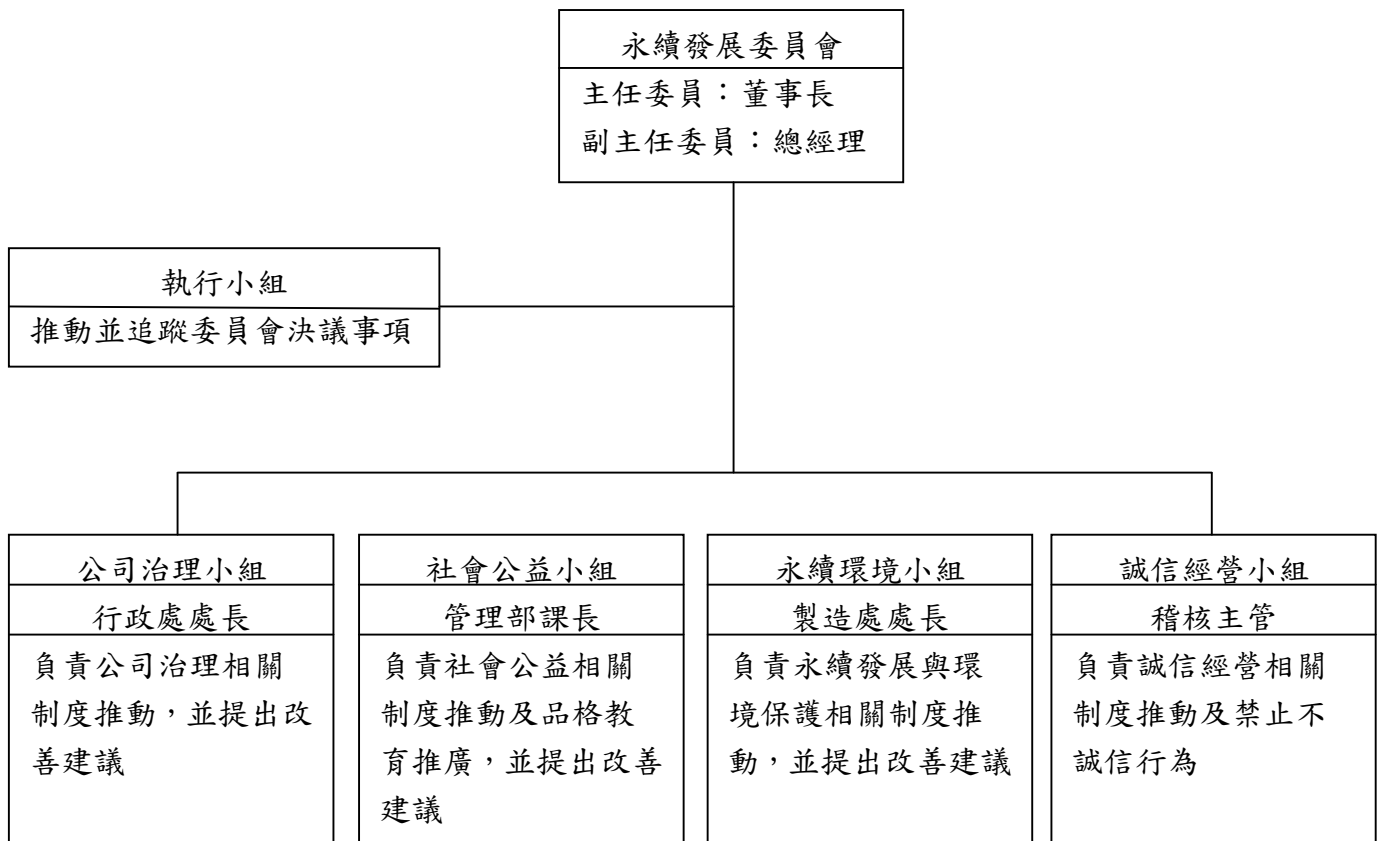 永續發展委員會
主任委員：董事長
副主任委員：總經理
執行小組
推動並追蹤委員會決議事項
公司治理小組
行政處處長
負責公司治理相關
制度推動，並提出改
善建議
社會公益小組
管理部課長
負責社會公益相關
制度推動及品格教
育推廣，並提出改善
建議
永續環境小組
製造處處長
負責永續發展與環
境保護相關制度推
動，並提出改善建議
誠信經營小組
稽核主管
負責誠信經營相關
制度推動及禁止不
誠信行為